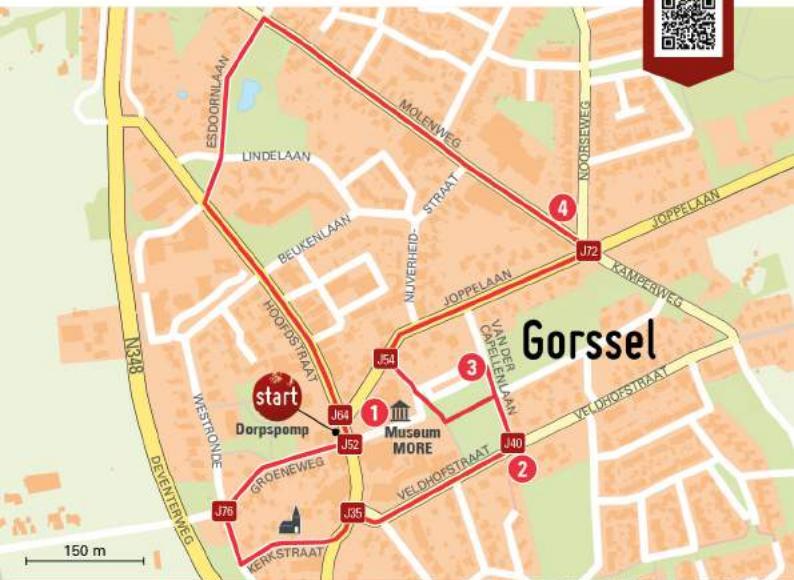 ESDOORNLAAN
MOLENWEG
NOORSEWEG
LINDELAAN
NIJVERHEID-
STRAAT
4
BEUKENLAAN
JOPPELAAN
J72
KAMPERWEG
HOOFDSTRAAT
JOPPELAAN
Gorssel
N348
VAN DER
CAPELLENLAAN
J54
3
start
J64
1
Dorpspomp
Museum
MORE
J52
WESTRONDE
VELDHOFSTRAAT
J40
2
GROENEWEG
VELDHOFSTRAAT
DEVENTERWEG
J76
J35
KERKSTRAAT
150 m